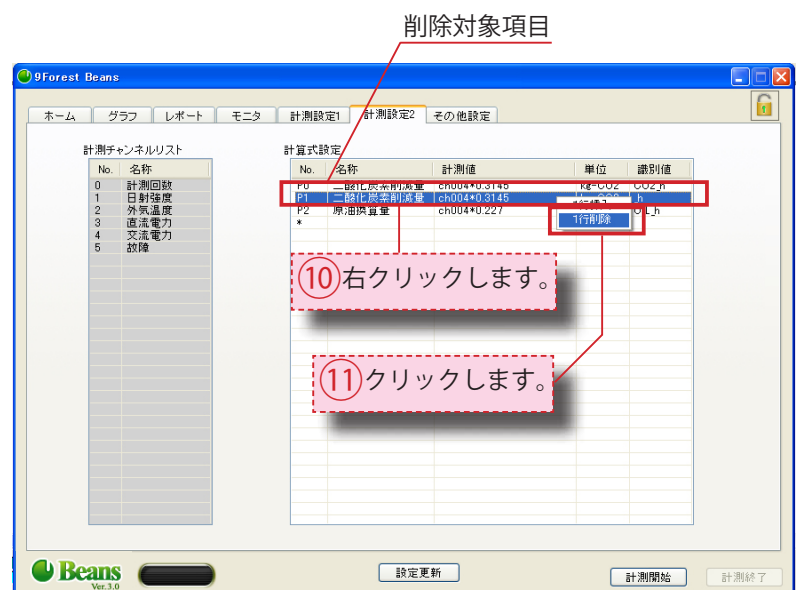 削除対象項目
9Forest Beans
ホーム グラフ レポート モニタ 計測設定1 計測設定2 その他設定
計測チャンネルリスト
No. 名称
0 計測回数
1 日射強度
2 外気温度
3 直流電力
4 交流電力
5 故障
計算式設定
No. 名称 計測値 単位 識別値
P0 二酸化炭素削減量 ch004*0.3145 kg-CO2 CO2_h
P1 二酸化炭素削減量 ch004*0.3145
P2 原油換算量 ch004*0.227
*
1行削除
⑩右クリックします。
⑪クリックします。
Beans
Ver.3.0
設定更新
計測開始
計測終了